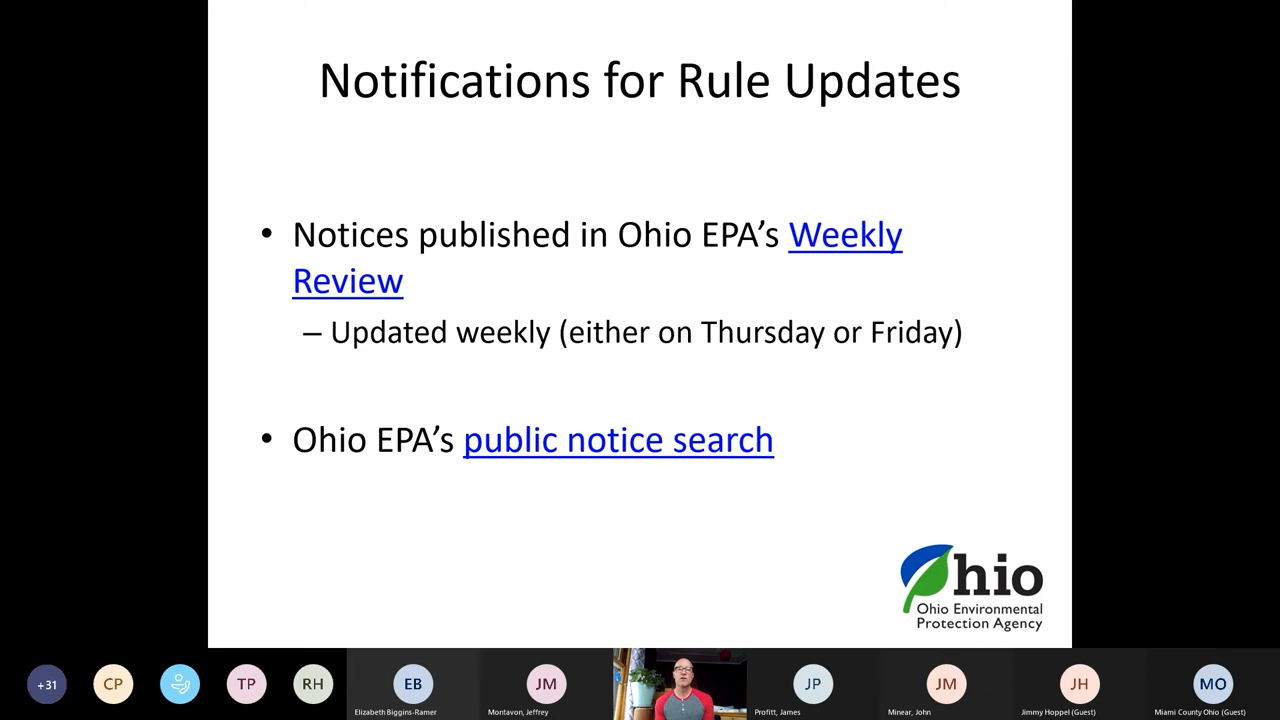 Notifications for Rule Updates
• Notices published in Ohio EPA’s Weekly
Review
– Updated weekly (either on Thursday or Friday)
• Ohio EPA’s public notice search
Ohio
Ohio Environmental
Protection Agency
+31
CP
TP
RH
EB
JM
JP
JM
JH
MO
Elizabeth Biggins-Ramer
Montavon, Jeffrey
Profitt, James
Minear, John
Jimmy Hoppel (Guest)
Miami County Ohio (Guest)